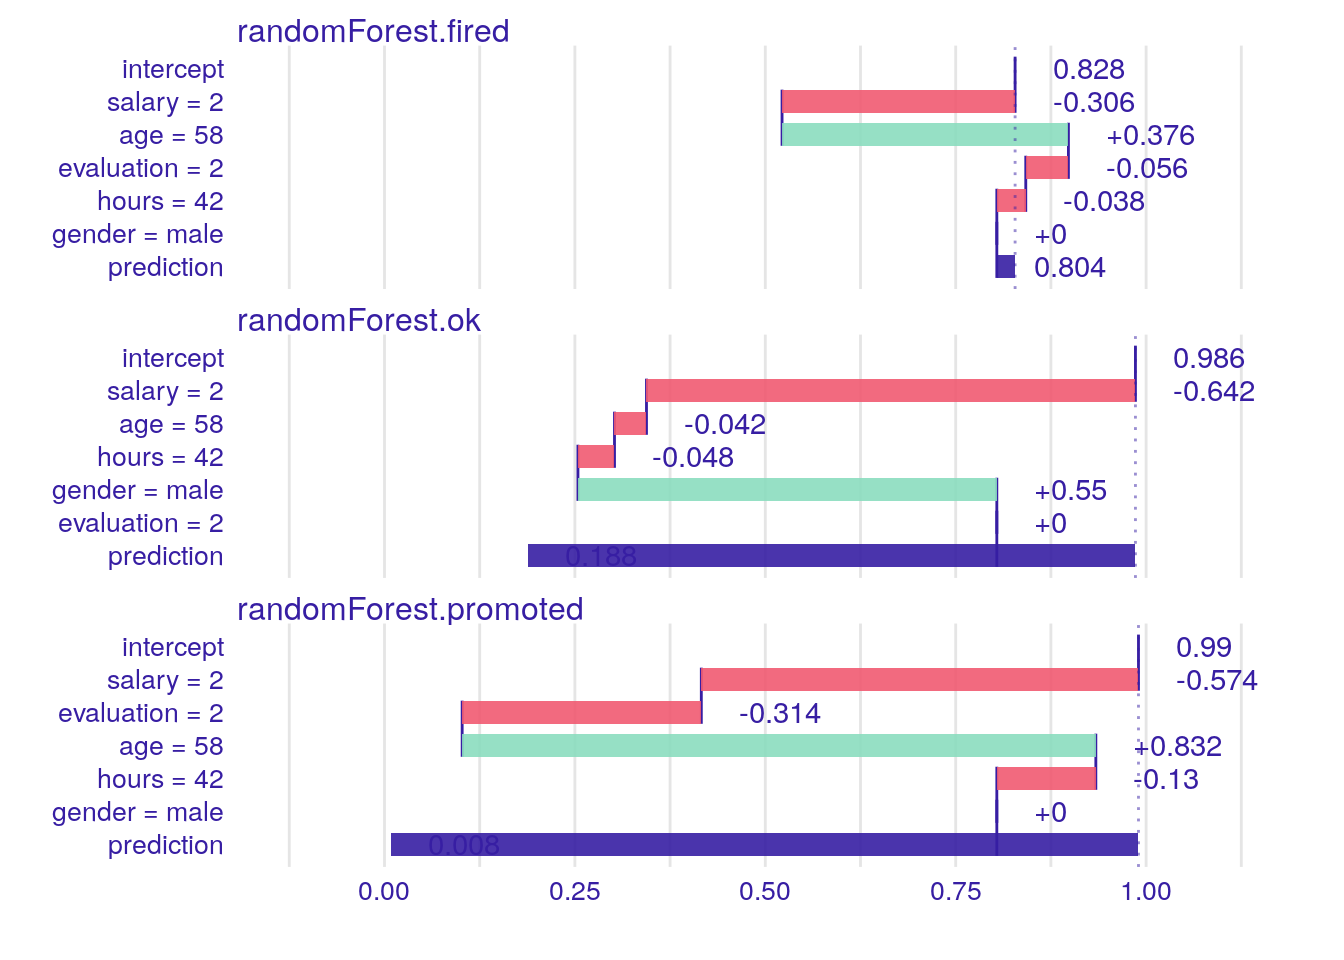 randomForest.fired
intercept 0.828
salary = 2 -0.306
age = 58 +0.376
evaluation = 2 -0.056
hours = 42 -0.038
gender = male +0
prediction 0.804
randomForest.ok
intercept 0.986
salary = 2 -0.642
age = 58 -0.042
hours = 42 -0.048
gender = male +0.55
evaluation = 2 +0
prediction 0.188
randomForest.promoted
intercept 0.99
salary = 2 -0.574
evaluation = 2 -0.314
age = 58 +0.832
hours = 42 -0.13
gender = male +0
prediction 0.008
0.00 0.25 0.50 0.75 1.00